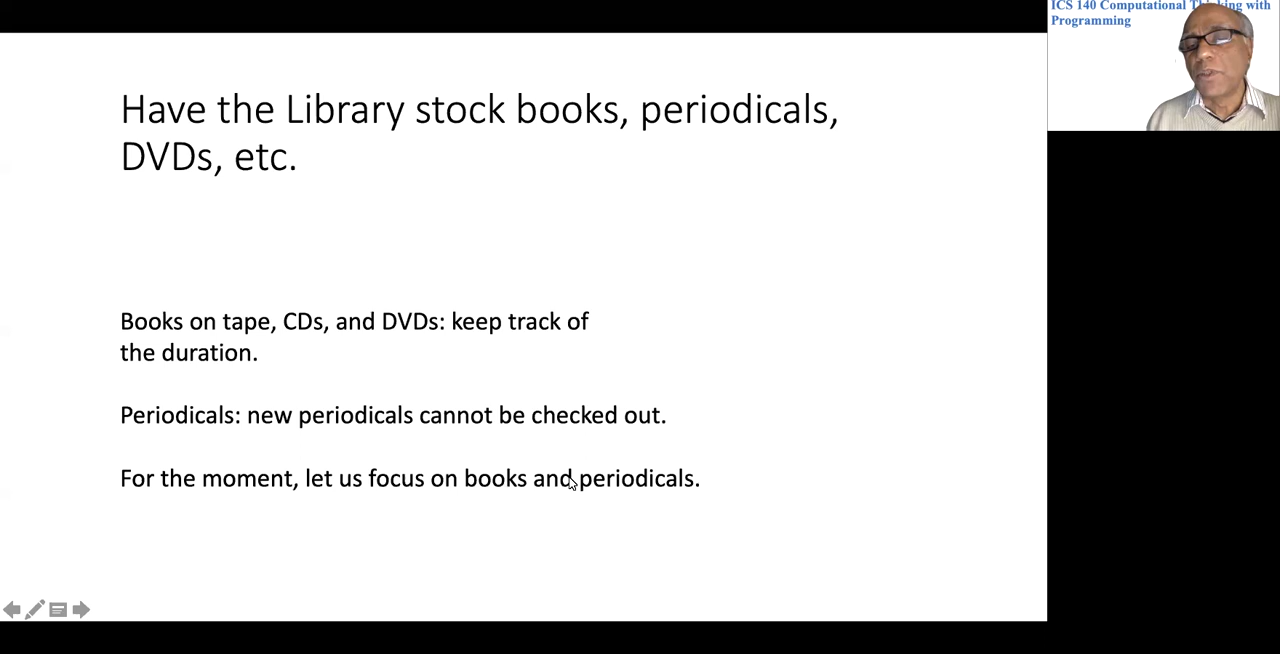 Have the Library stock books, periodicals,
DVDs, etc.
Books on tape, CDs, and DVDs: keep track of
the duration.
Periodicals: new periodicals cannot be checked out.
For the moment, let us focus on books and periodicals.
ICS 140 Computational Thinking with
Programming